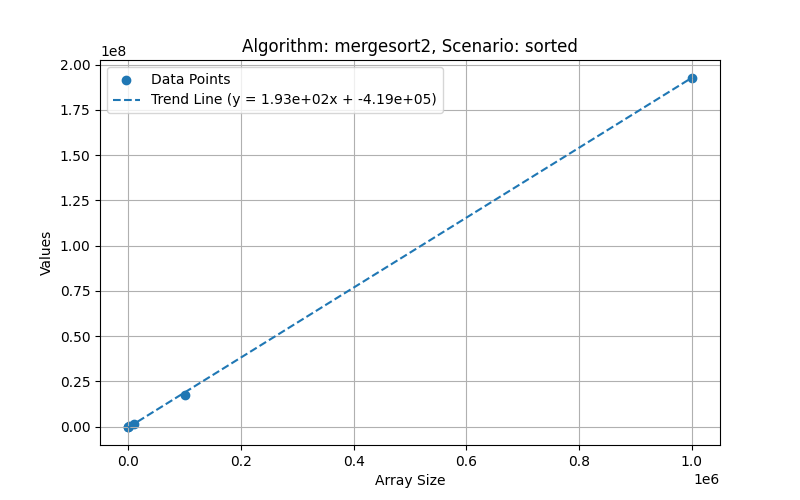 Algorithm: mergesort2, Scenario: sorted
1e8
2.00
1.75
1.50
1.25
1.00
0.75
0.50
0.25
0.00
Values
Data Points
Trend Line (y = 1.93e+02x + -4.19e+05)
0.0 0.2 0.4 0.6 0.8 1.0
1e6
Array Size